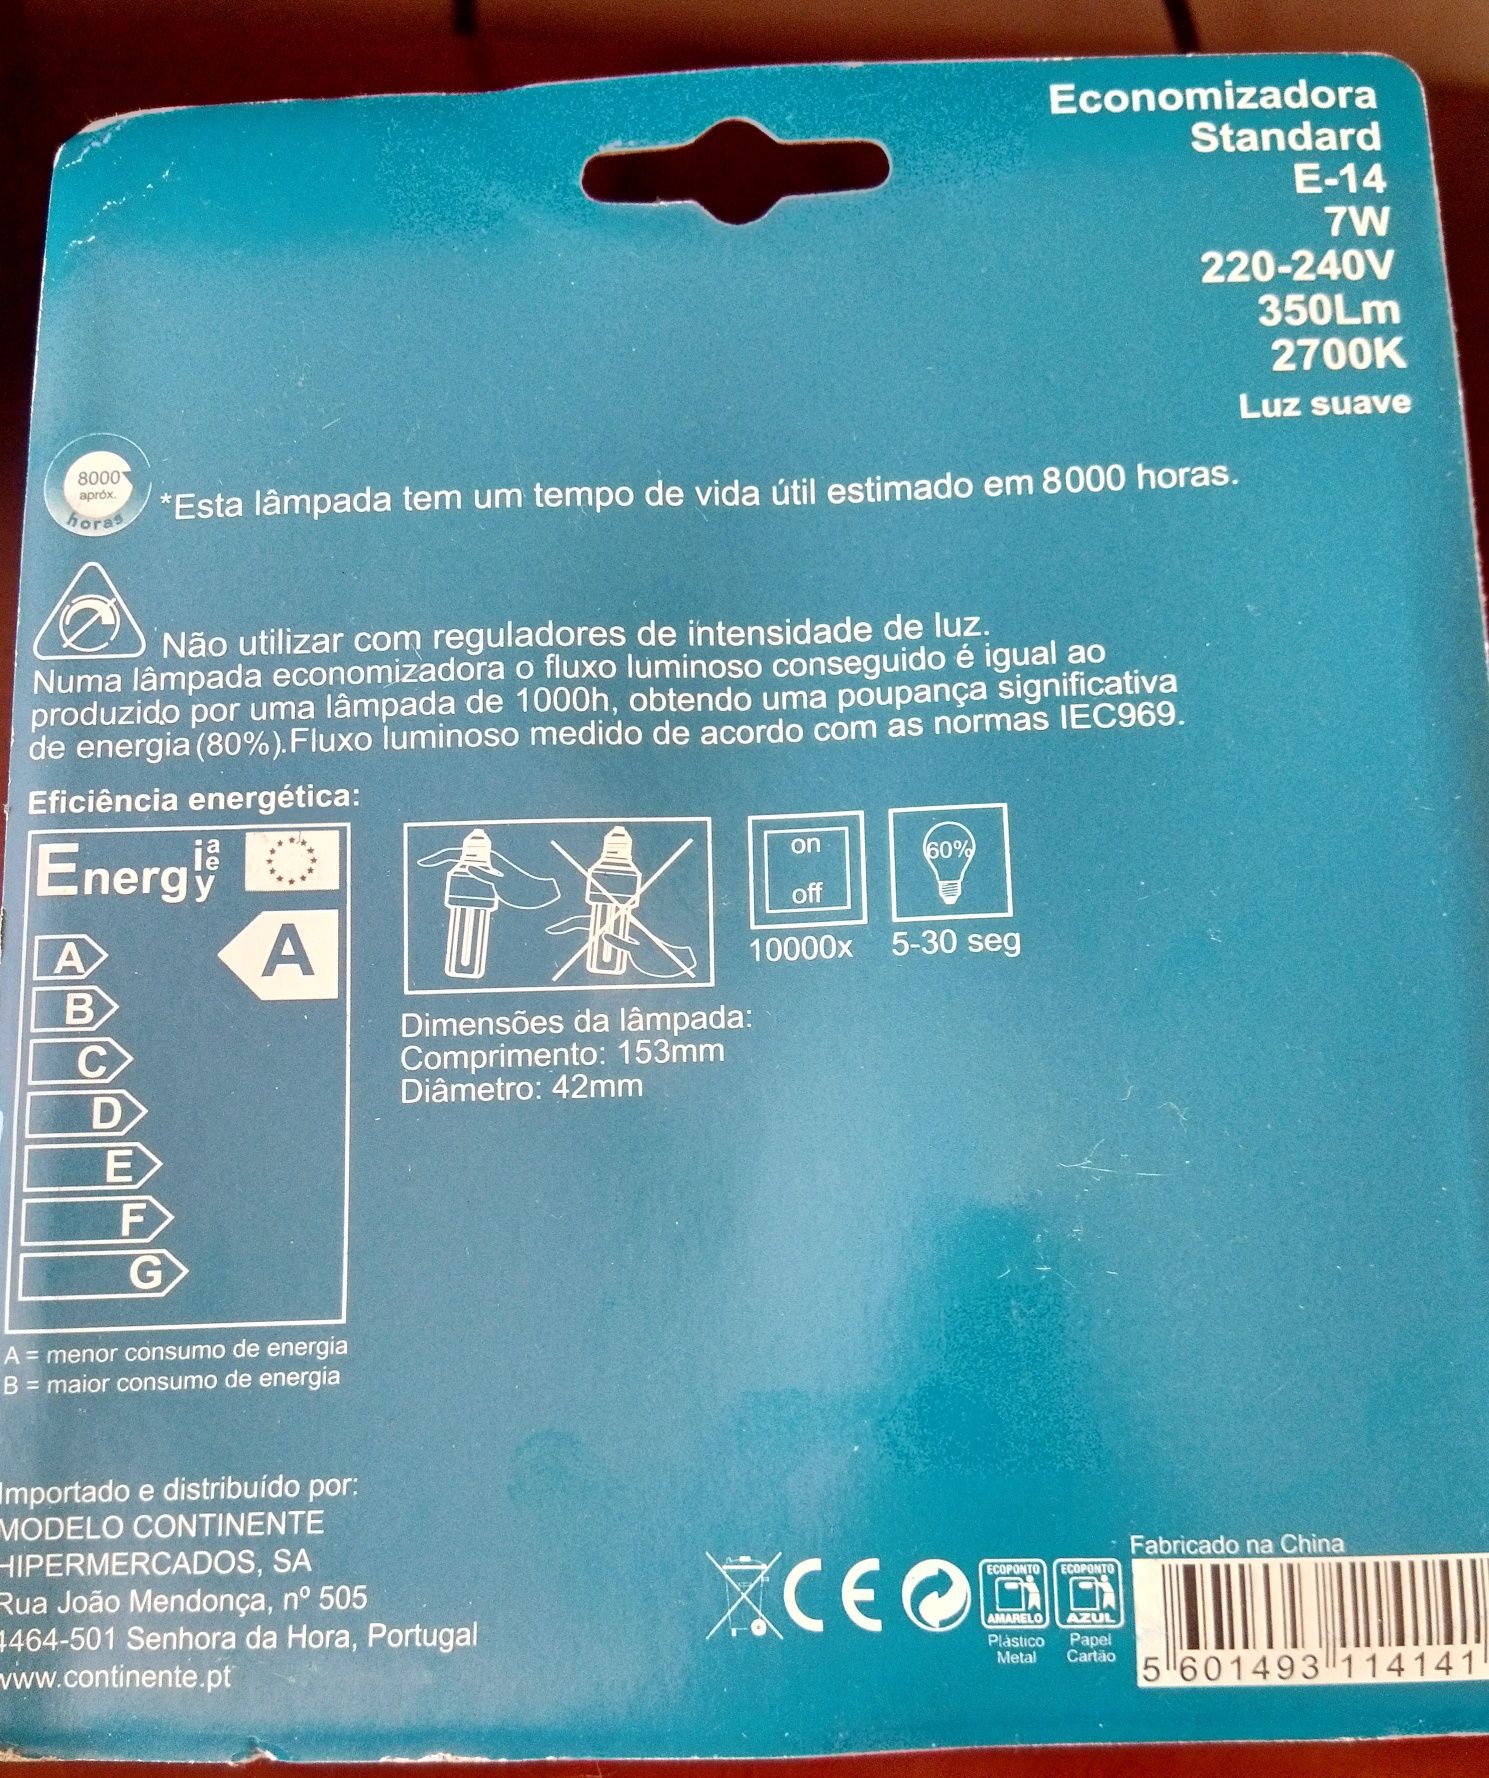 Economizadora
Standard
E-14
7W
220-240V
350Lm
2700K
Luz suave
8000
apróx.
horas
*Esta lâmpada tem um tempo de vida útil estimado em 8000 horas.
Não utilizar com reguladores de intensidade de luz.
Numa lâmpada economizadora o fluxo luminoso conseguido é igual ao
produzido por uma lâmpada de 1000h, obtendo uma poupança significativa
de energia (80%).Fluxo luminoso medido de acordo com as normas IEC969.
Eficiência energética:
Energia
ey
A
A
B
C
D
E
F
G
A = menor consumo de energia
B = maior consumo de energia
on
off
10000x
60%
5-30 seg
Dimensões da lâmpada:
Comprimento: 153mm
Diâmetro: 42mm
Importado e distribuído por:
MODELO CONTINENTE
HIPERMERCADOS, SA
Rua João Mendonça, nº 505
4464-501 Senhora da Hora, Portugal
www.continente.pt
CE
ECOPONTO
AMARELO
Plástico
Metal
ECOPONTO
AZUL
Papel
Cartão
Fabricado na China
5 601493 114141